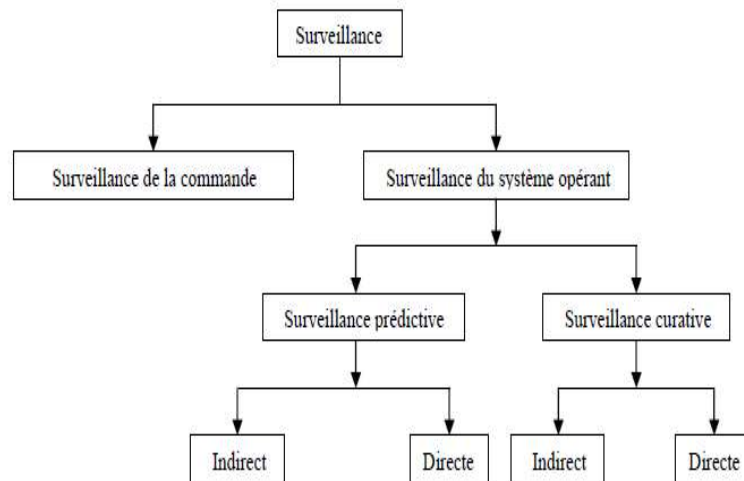 Surveillance
Surveillance de la commande
Surveillance du système opérant
Surveillance prédictive
Surveillance curative
Indirect
Directe
Indirect
Directe